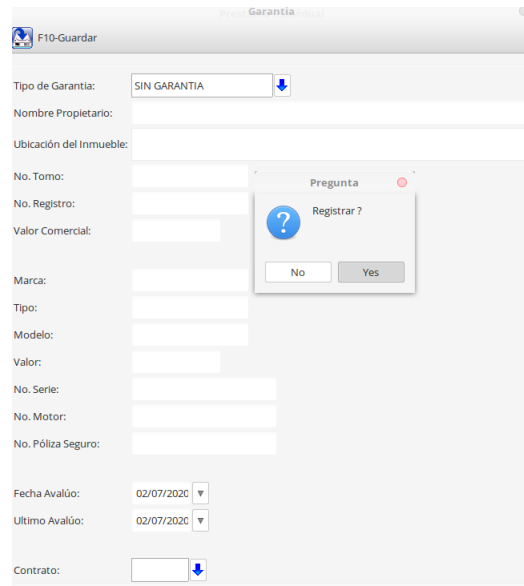 Garantia
F10-Guardar
Tipo de Garantia: SIN GARANTIA
Nombre Propietario:
Ubicación del Inmueble:
No. Tomo:
Pregunta
No. Registro:
Registrar ?
Valor Comercial:
No Yes
Marca:
Tipo:
Modelo:
Valor:
No. Serie:
No. Motor:
No. Póliza Seguro:
Fecha Avalúo: 02/07/2020
Ultimo Avalúo: 02/07/2020
Contrato: